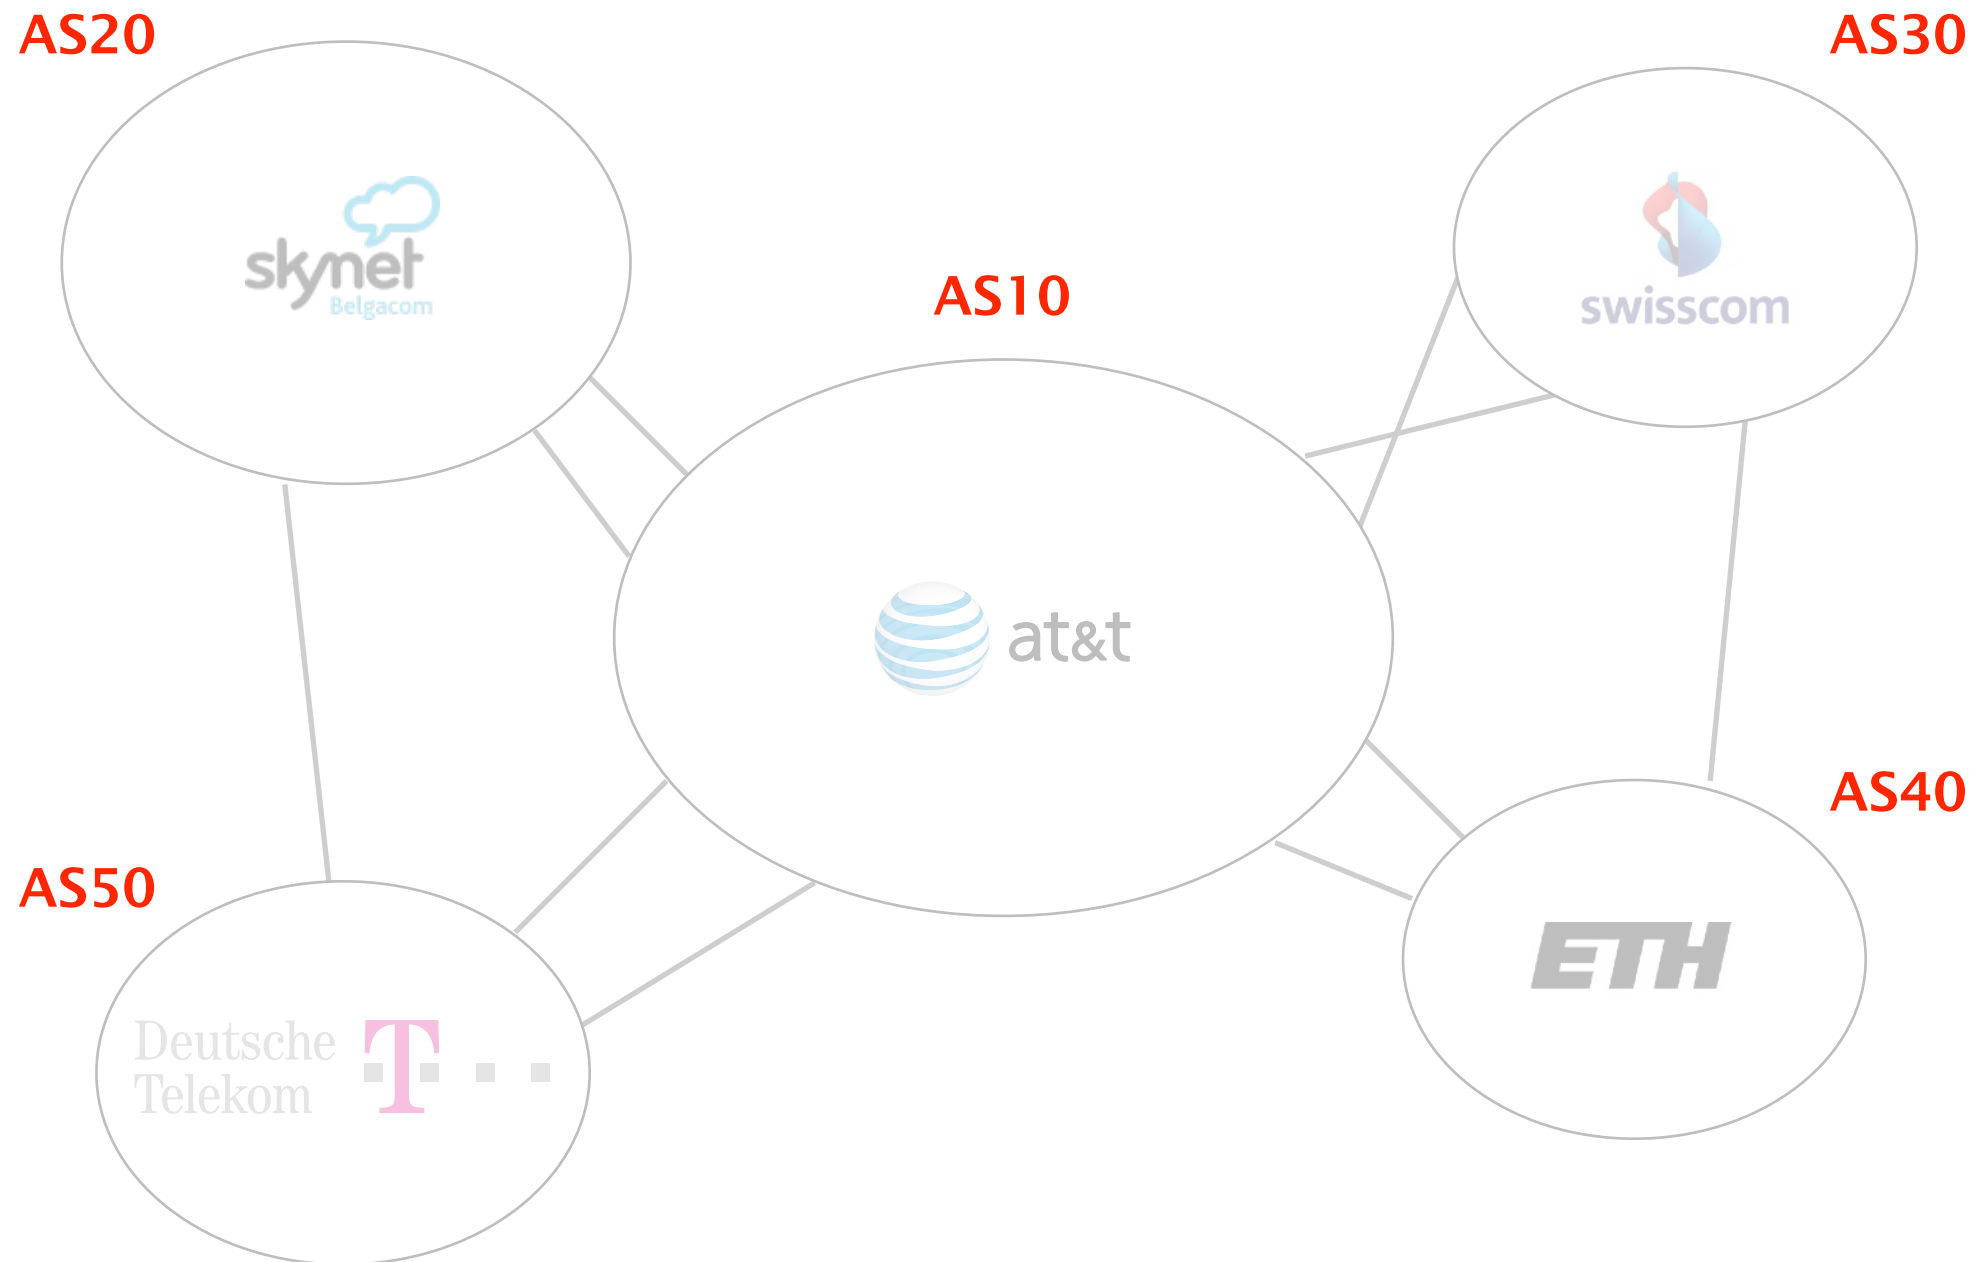 AS20
AS30
skynet
Belgacom
swisscom
AS10
at&t
AS40
AS50
ETH
Deutsche
Telekom
T